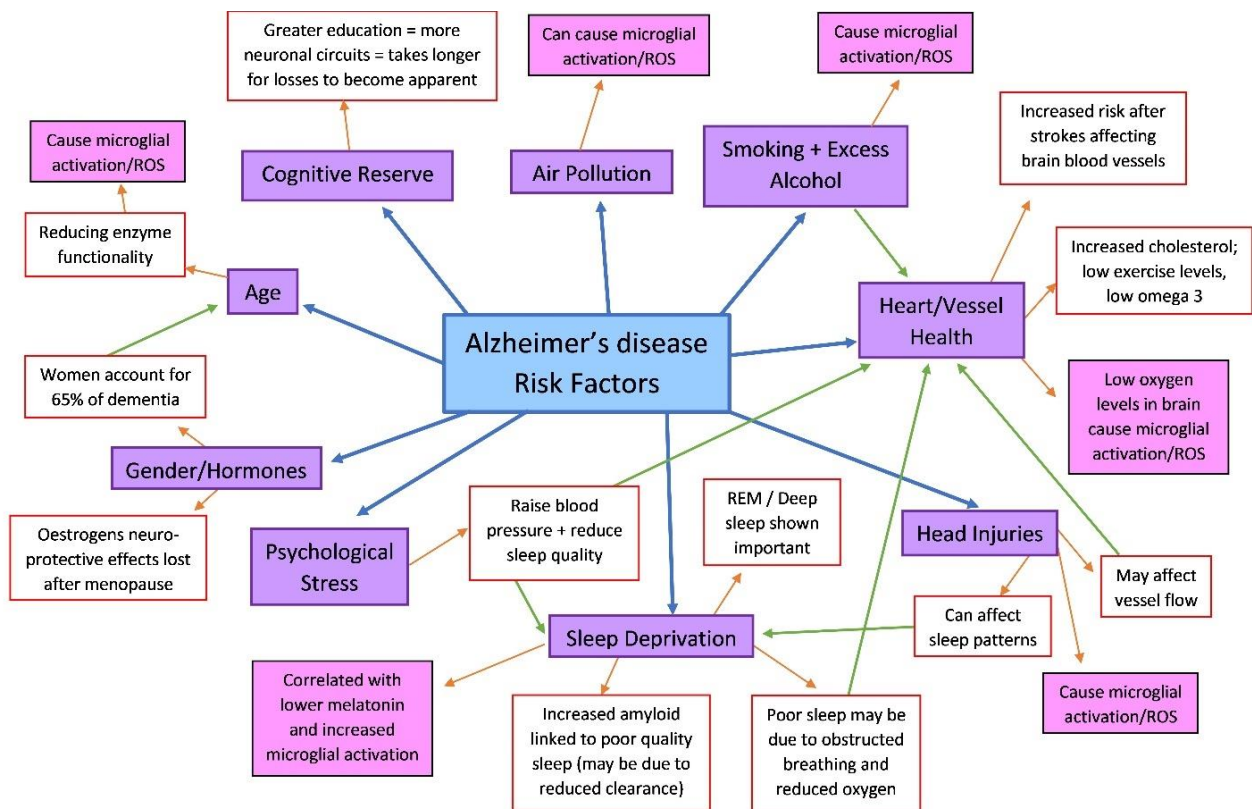 Greater education = more
neuronal circuits = takes longer
for losses to become apparent
Can cause microglial
activation/ROS
Cause microglial
activation/ROS
Increased risk after
strokes affecting
brain blood vessels
Cause microglial
activation/ROS
Cognitive Reserve
Air Pollution
Smoking + Excess
Alcohol
Reducing enzyme
functionality
Age
Increased cholesterol;
low exercise levels,
low omega 3
Heart/Vessel
Health
Alzheimer's disease
Risk Factors
Women account for
65% of dementia
Low oxygen
levels in brain
cause microglial
activation/ROS
Gender/Hormones
Oestrogens neuro-
protective effects lost
after menopause
Psychological
Stress
Raise blood
pressure + reduce
sleep quality
REM / Deep
sleep shown
important
Head Injuries
May affect
vessel flow
Can affect
sleep patterns
Sleep Deprivation
Correlated with
lower melatonin
and increased
microglial activation
Increased amyloid
linked to poor quality
sleep (may be due to
reduced clearance)
Poor sleep may be
due to obstructed
breathing and
reduced oxygen
Cause microglial
activation/ROS